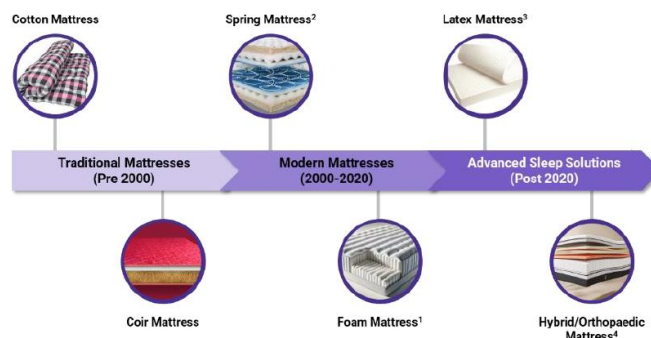 Cotton Mattress
Spring Mattress²
Latex Mattress³
Traditional Mattresses
(Pre 2000)
Modern Mattresses
(2000-2020)
Advanced Sleep Solutions
(Post 2020)
Coir Mattress
Foam Mattress¹
Hybrid/Orthopaedic
Mattress⁴